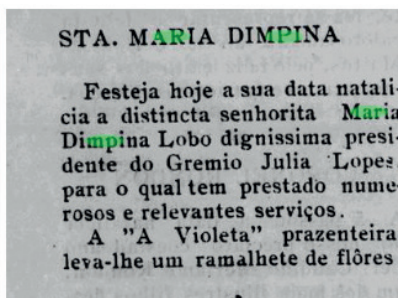 STA. MARIA DIMPINA
Festeja hoje a sua data natali-
cia a distincta senhorita Maria
Dimpina Lobo dignissima presi-
dente do Gremio Julia Lopes
para o qual tem prestado nume-
rosos e relevantes serviços.
A "A Violeta" prazenteira
leva-lhe um ramalhete de flôres